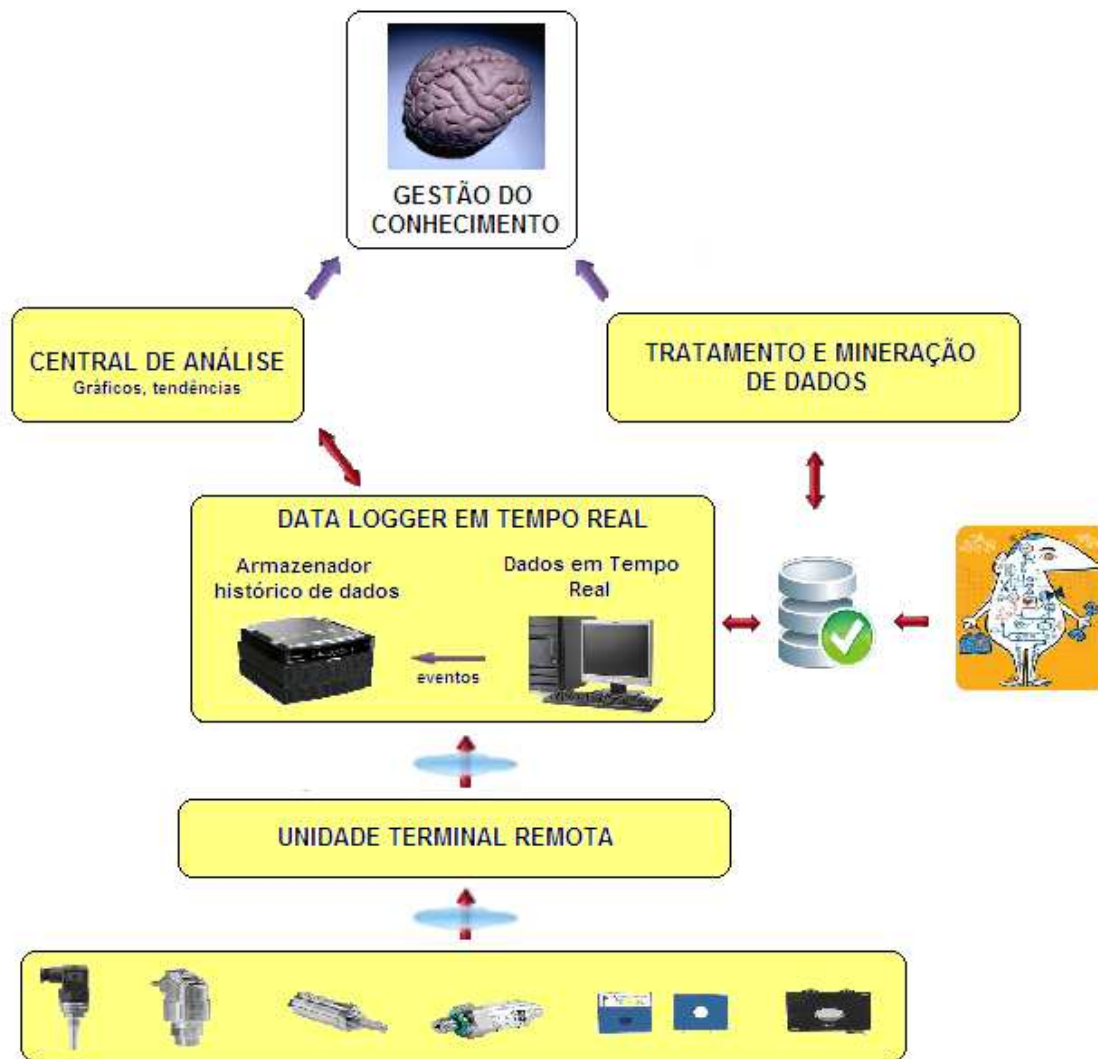 GESTÃO DO
CONHECIMENTO
CENTRAL DE ANÁLISE
Gráficos, tendências
TRATAMENTO E MINERAÇÃO
DE DADOS
DATA LOGGER EM TEMPO REAL
Armazenador
histórico de dados
Dados em Tempo
Real
eventos
UNIDADE TERMINAL REMOTA